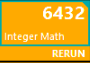 6432
Integer Math
RERUN